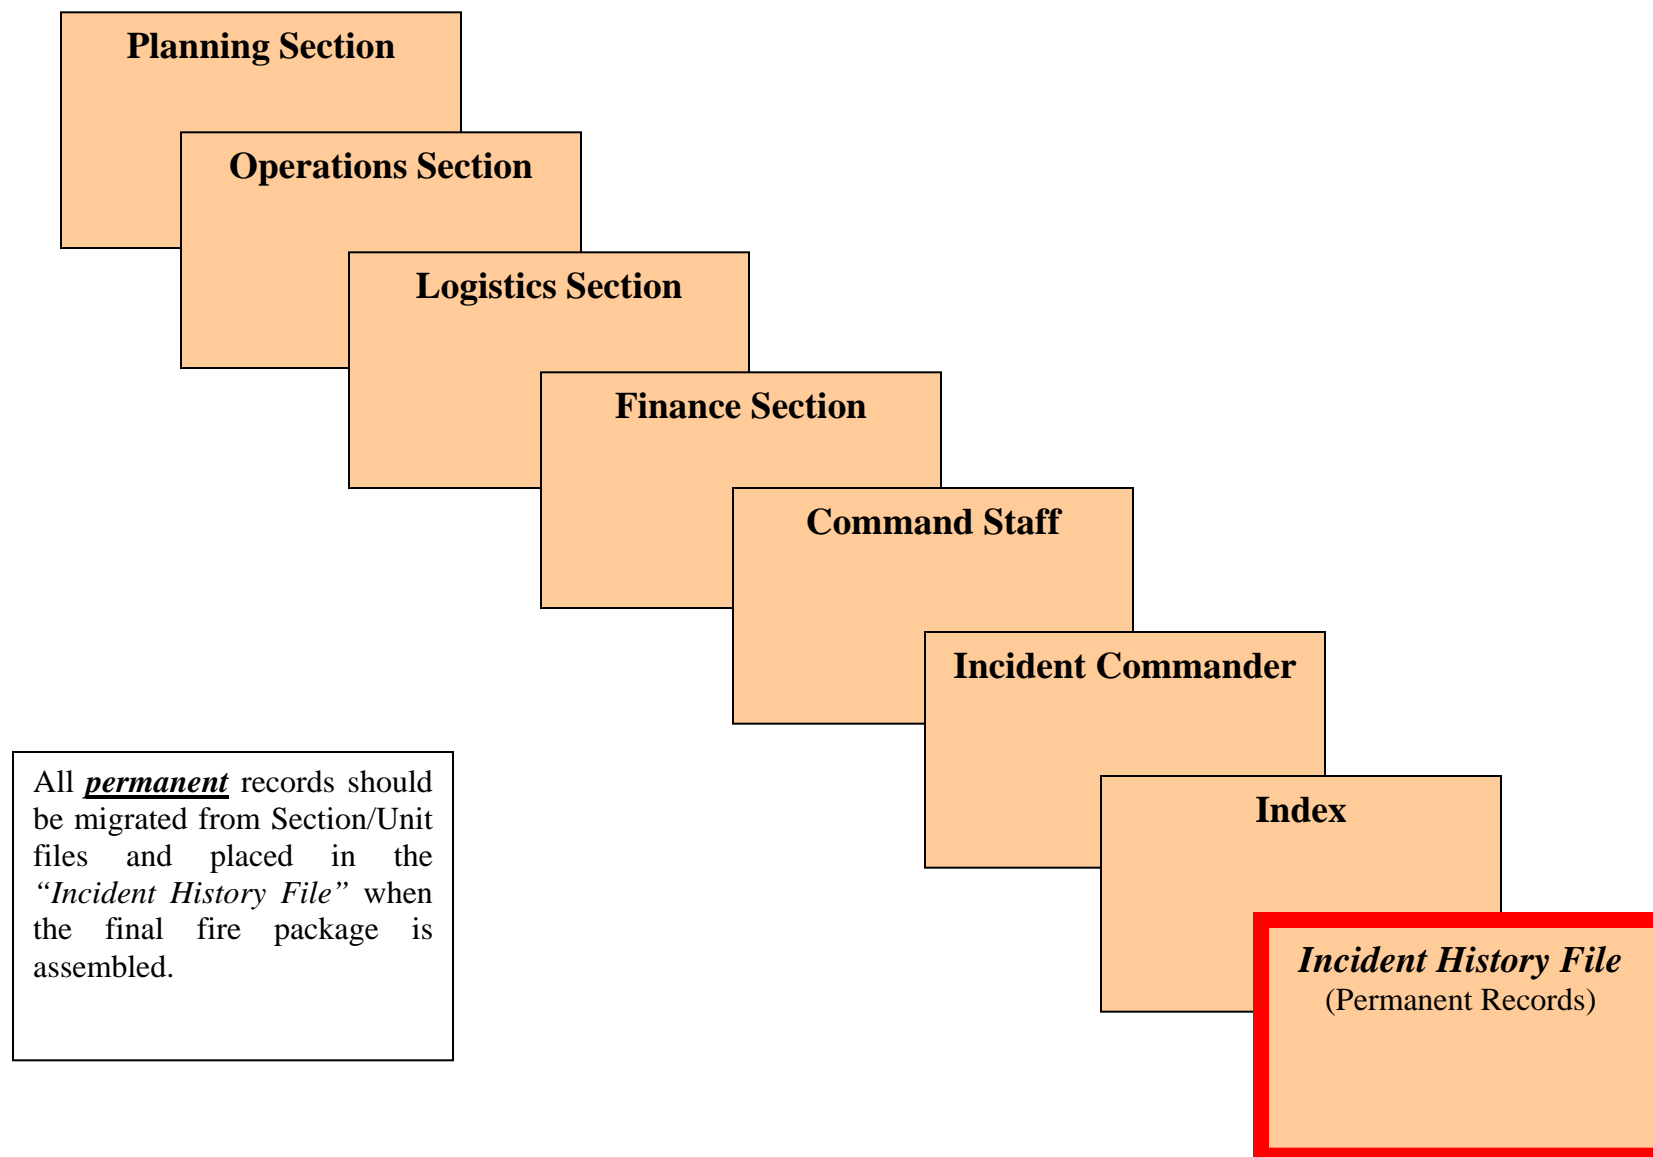 Planning Section
Operations Section
Logistics Section
Finance Section
Command Staff
Incident Commander
Index
Incident History File
(Permanent Records)
All permanent records should
be migrated from Section/Unit
files and placed in the
“Incident History File” when
the final fire package is
assembled.